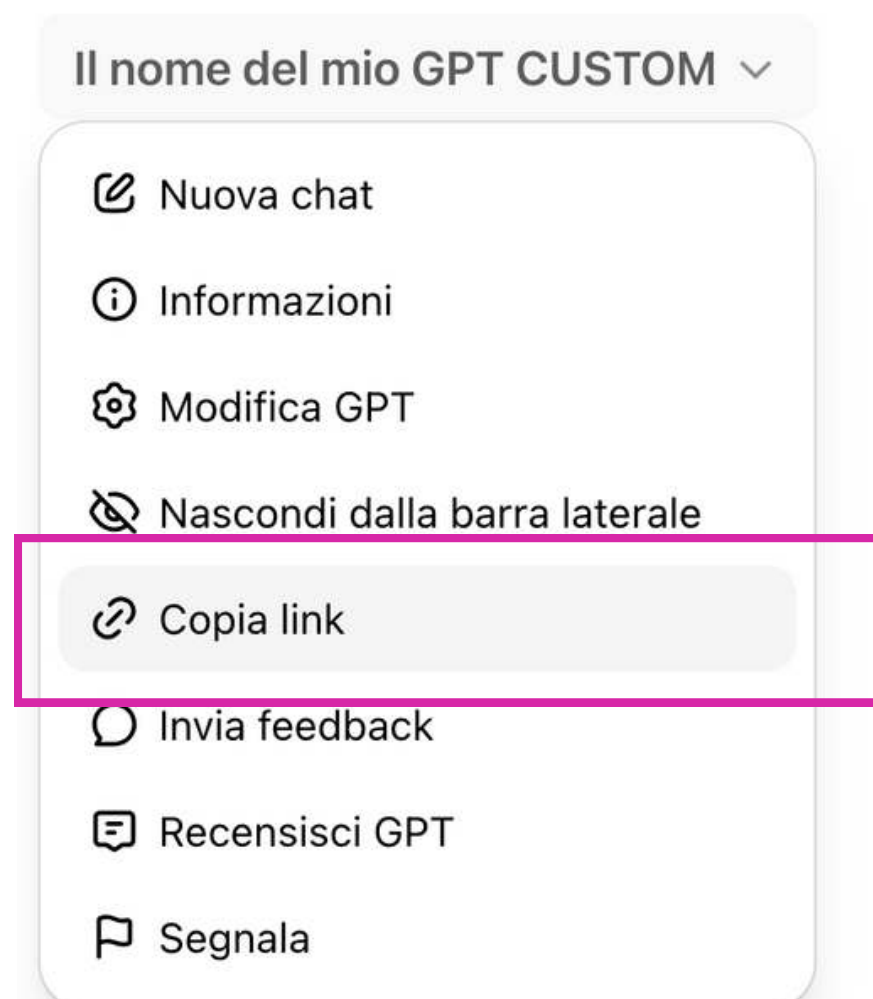 Il nome del mio GPT CUSTOM
Nuova chat
Informazioni
Modifica GPT
Nascondi dalla barra laterale
Copia link
Invia feedback
Recensisci GPT
Segnala